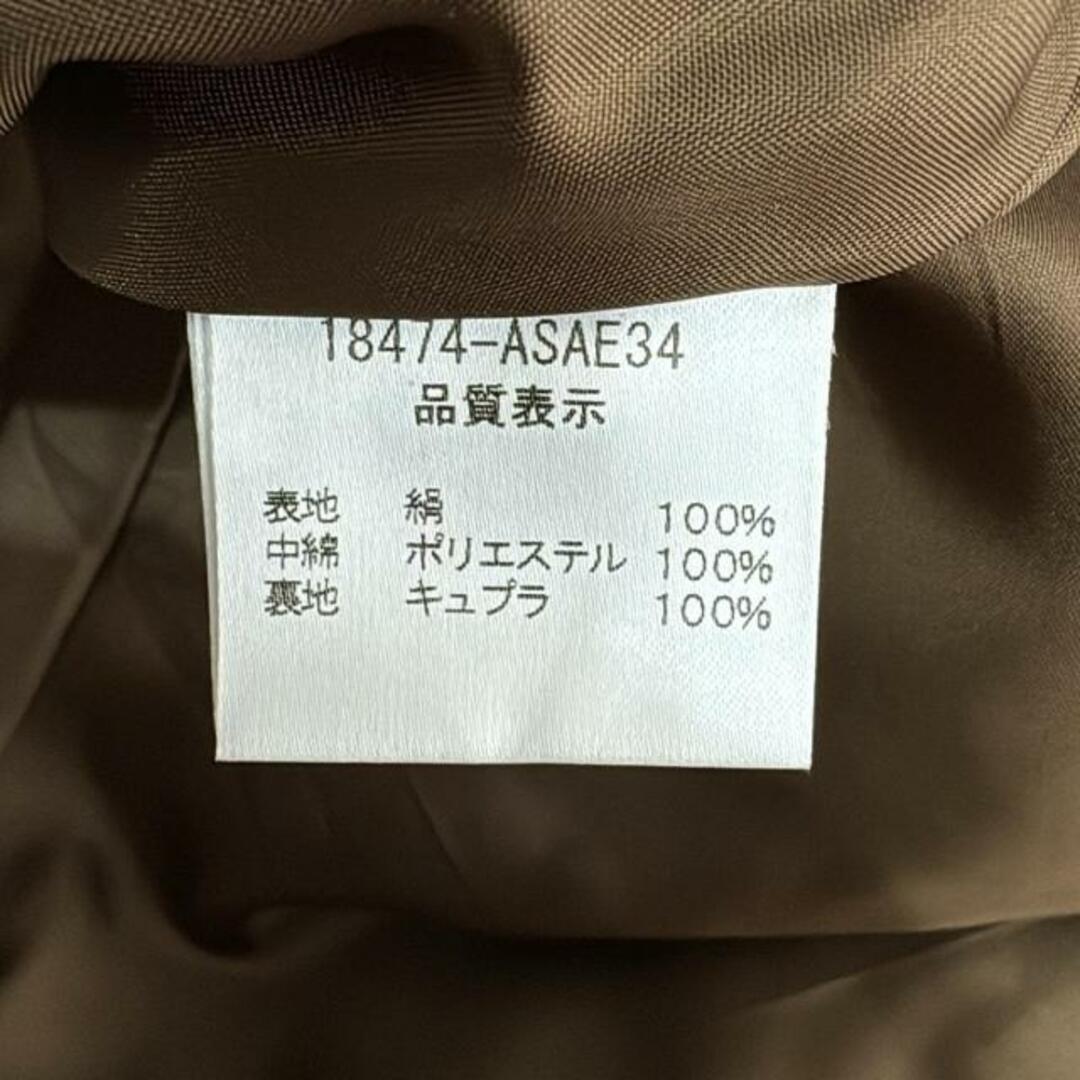 18474-ASAE34
品質表示
表地 絹 100%
中綿 ポリエステル 100%
裏地 キュプラ 100%